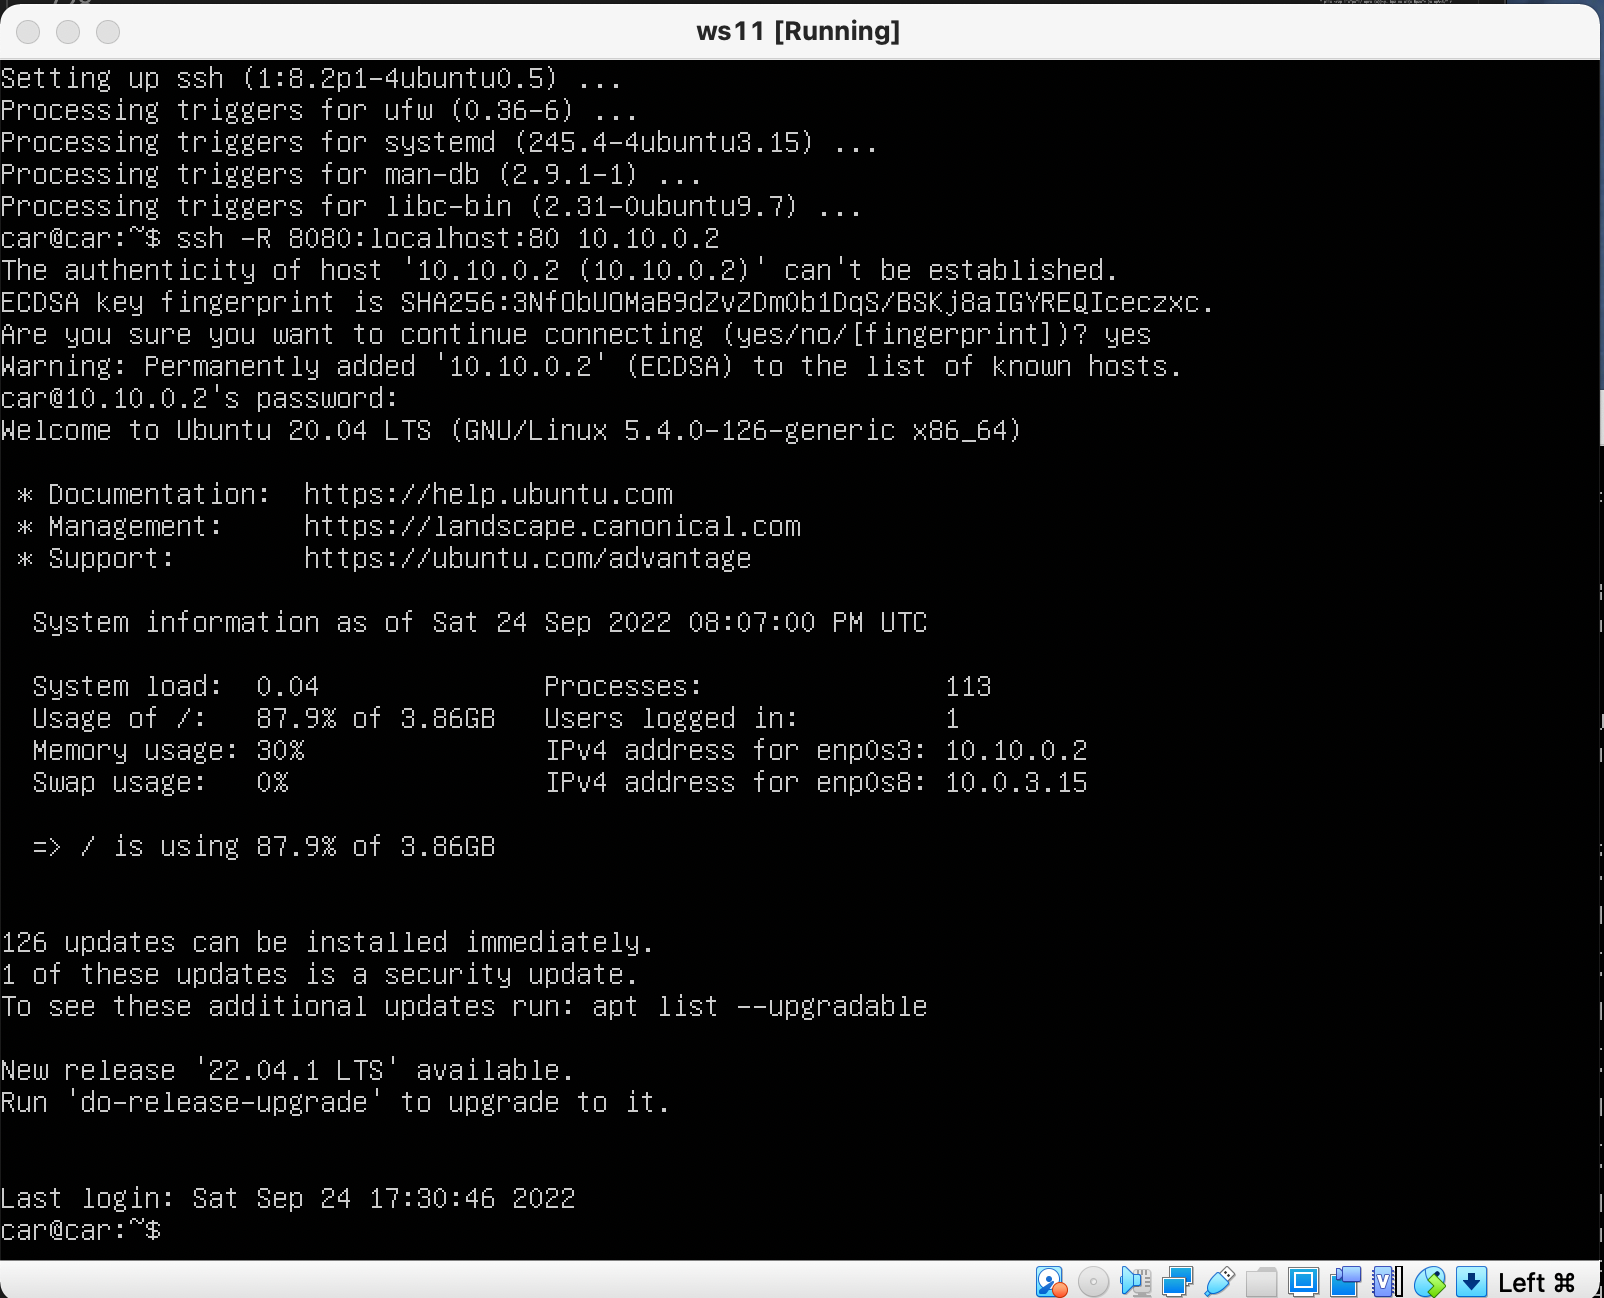 ws11 [Running]
Setting up ssh (1:8.2p1-4ubuntu0.5) ...
Processing triggers for ufw (0.36-6) ...
Processing triggers for systemd (245.4-4ubuntu3.15) ...
Processing triggers for man-db (2.9.1-1) ...
Processing triggers for libc-bin (2.31-0ubuntu9.7) ...
car@car:~$ ssh -R 8080:localhost:80 10.10.0.2
The authenticity of host '10.10.0.2 (10.10.0.2)' can't be established.
ECDSA key fingerprint is SHA256:3NfObUOMaB9dZvZDm0b1DqS/BSKj8aIGYREQIceczxc.
Are you sure you want to continue connecting (yes/no/[fingerprint])? yes
Warning: Permanently added '10.10.0.2' (ECDSA) to the list of known hosts.
car@10.10.0.2's password:
Welcome to Ubuntu 20.04 LTS (GNU/Linux 5.4.0-126-generic x86_64)
* Documentation:  https://help.ubuntu.com
* Management:     https://landscape.canonical.com
* Support:        https://ubuntu.com/advantage
System information as of Sat 24 Sep 2022 08:07:00 PM UTC
System load:  0.04               Processes:               113
Usage of /:   87.9% of 3.86GB   Users logged in:         1
Memory usage: 30%               IPv4 address for enp0s3: 10.10.0.2
Swap usage:   0%                IPv4 address for enp0s8: 10.0.3.15
=> / is using 87.9% of 3.86GB
126 updates can be installed immediately.
1 of these updates is a security update.
To see these additional updates run: apt list --upgradable
New release '22.04.1 LTS' available.
Run 'do-release-upgrade' to upgrade to it.
Last login: Sat Sep 24 17:30:46 2022
car@car:~$
Left ⌘